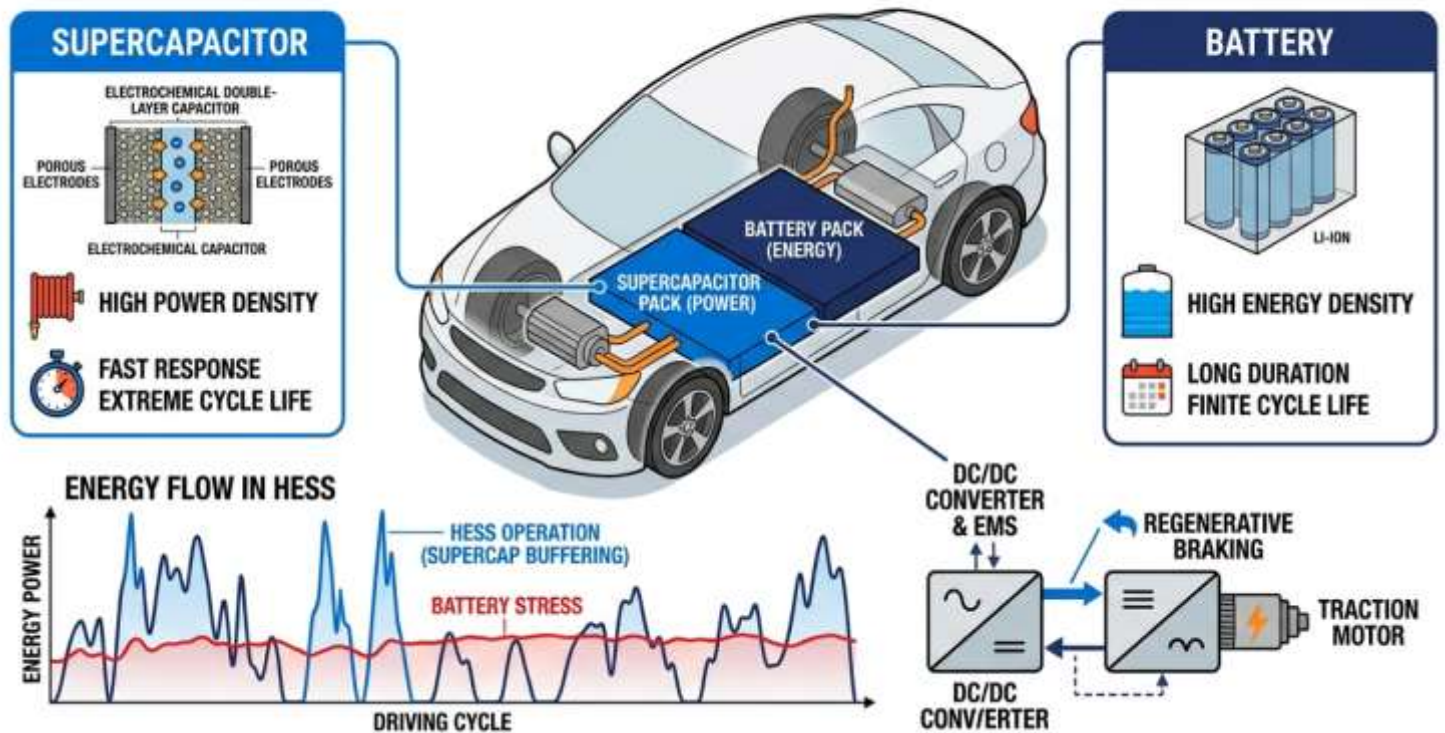 SUPERCAPACITOR
ELECTROCHEMICAL DOUBLE-
LAYER CAPACITOR
POROUS
ELECTRODES
POROUS
ELECTRODES
ELECTROCHEMICAL CAPACITOR
HIGH POWER DENSITY
FAST RESPONSE
EXTREME CYCLE LIFE
BATTERY PACK
(ENERGY)
SUPERCAPACITOR
PACK (POWER)
BATTERY
LI-ION
HIGH ENERGY DENSITY
LONG DURATION
FINITE CYCLE LIFE
ENERGY FLOW IN HESS
ENERGY POWER
HESS OPERATION
(SUPERCAP BUFFERING)
BATTERY STRESS
DRIVING CYCLE
DC/DC
CONVERTER
& EMS
REGENERATIVE
BRAKING
TRACTION
MOTOR
DC/DC
CONV/ERTER